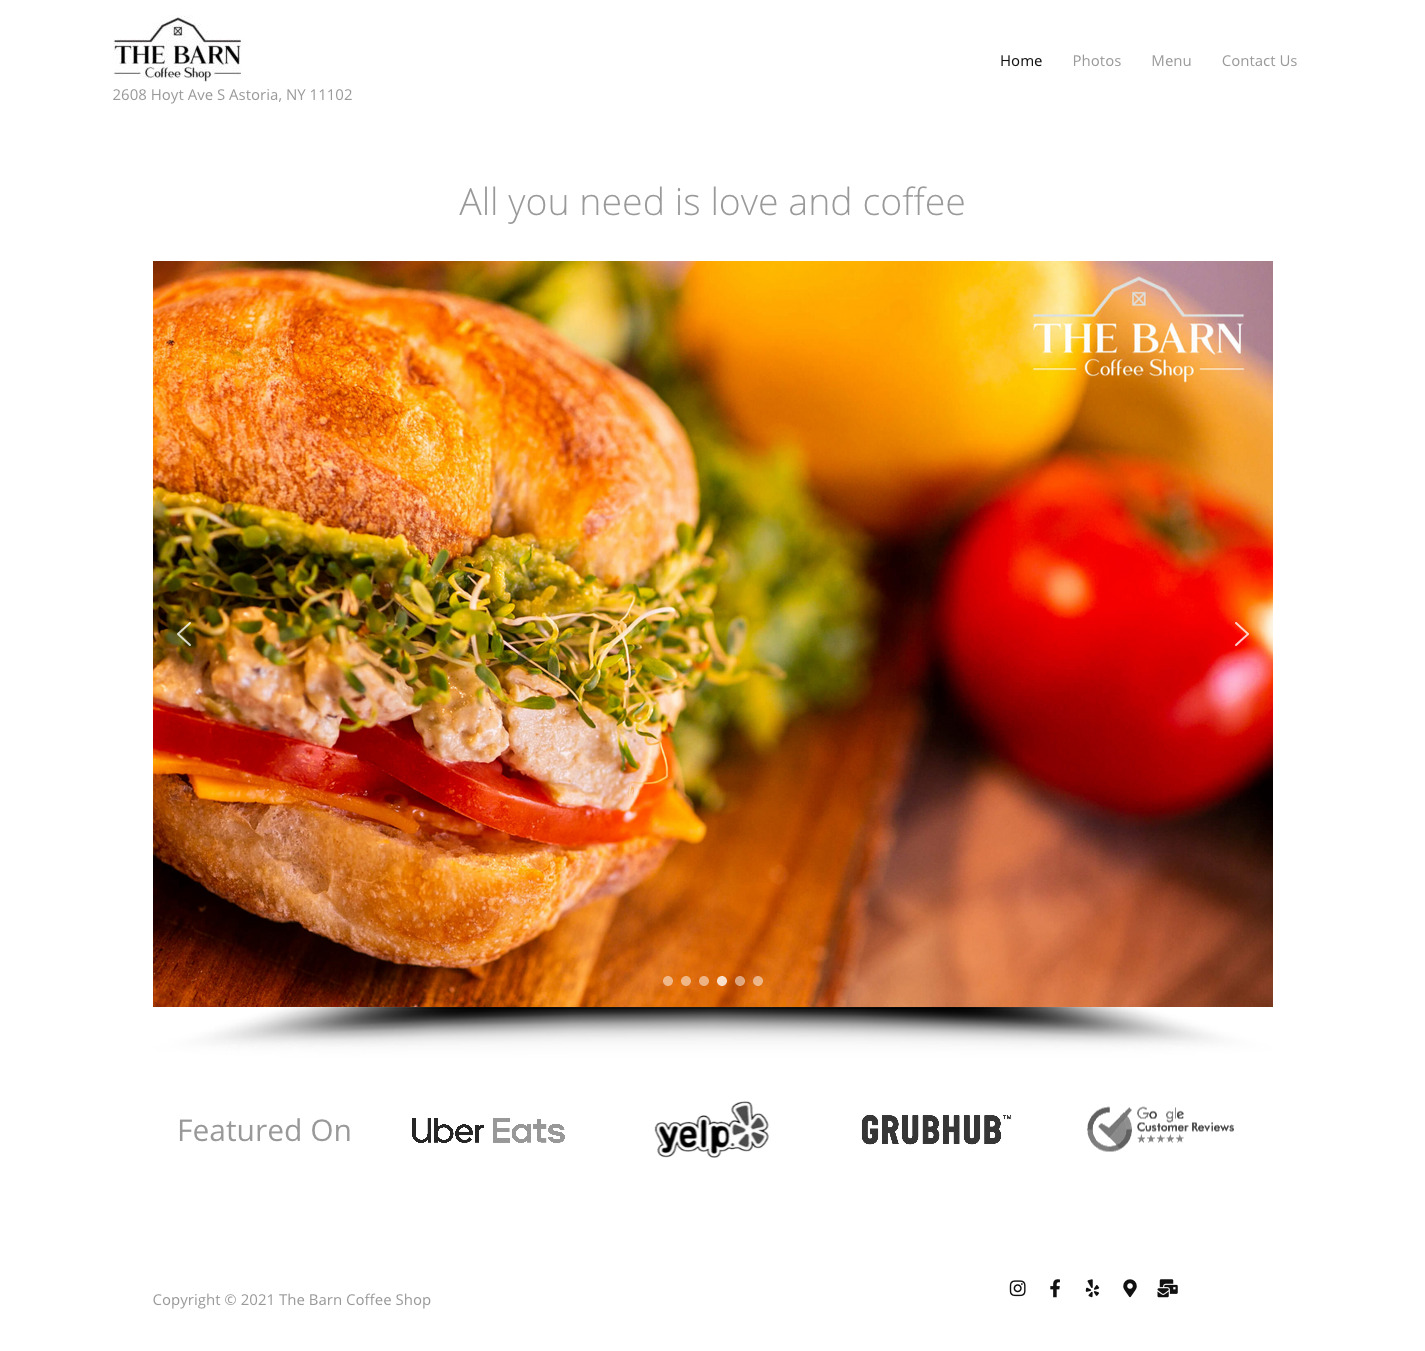 THE BARN
Coffee Shop
2608 Hoyt Ave S Astoria, NY 11102
Home Photos Menu Contact Us
All you need is love and coffee
THE BARN
Coffee Shop
Featured On
Uber Eats
yelp
GRUBHUB™
Go gle
Customer Reviews
Copyright © 2021 The Barn Coffee Shop